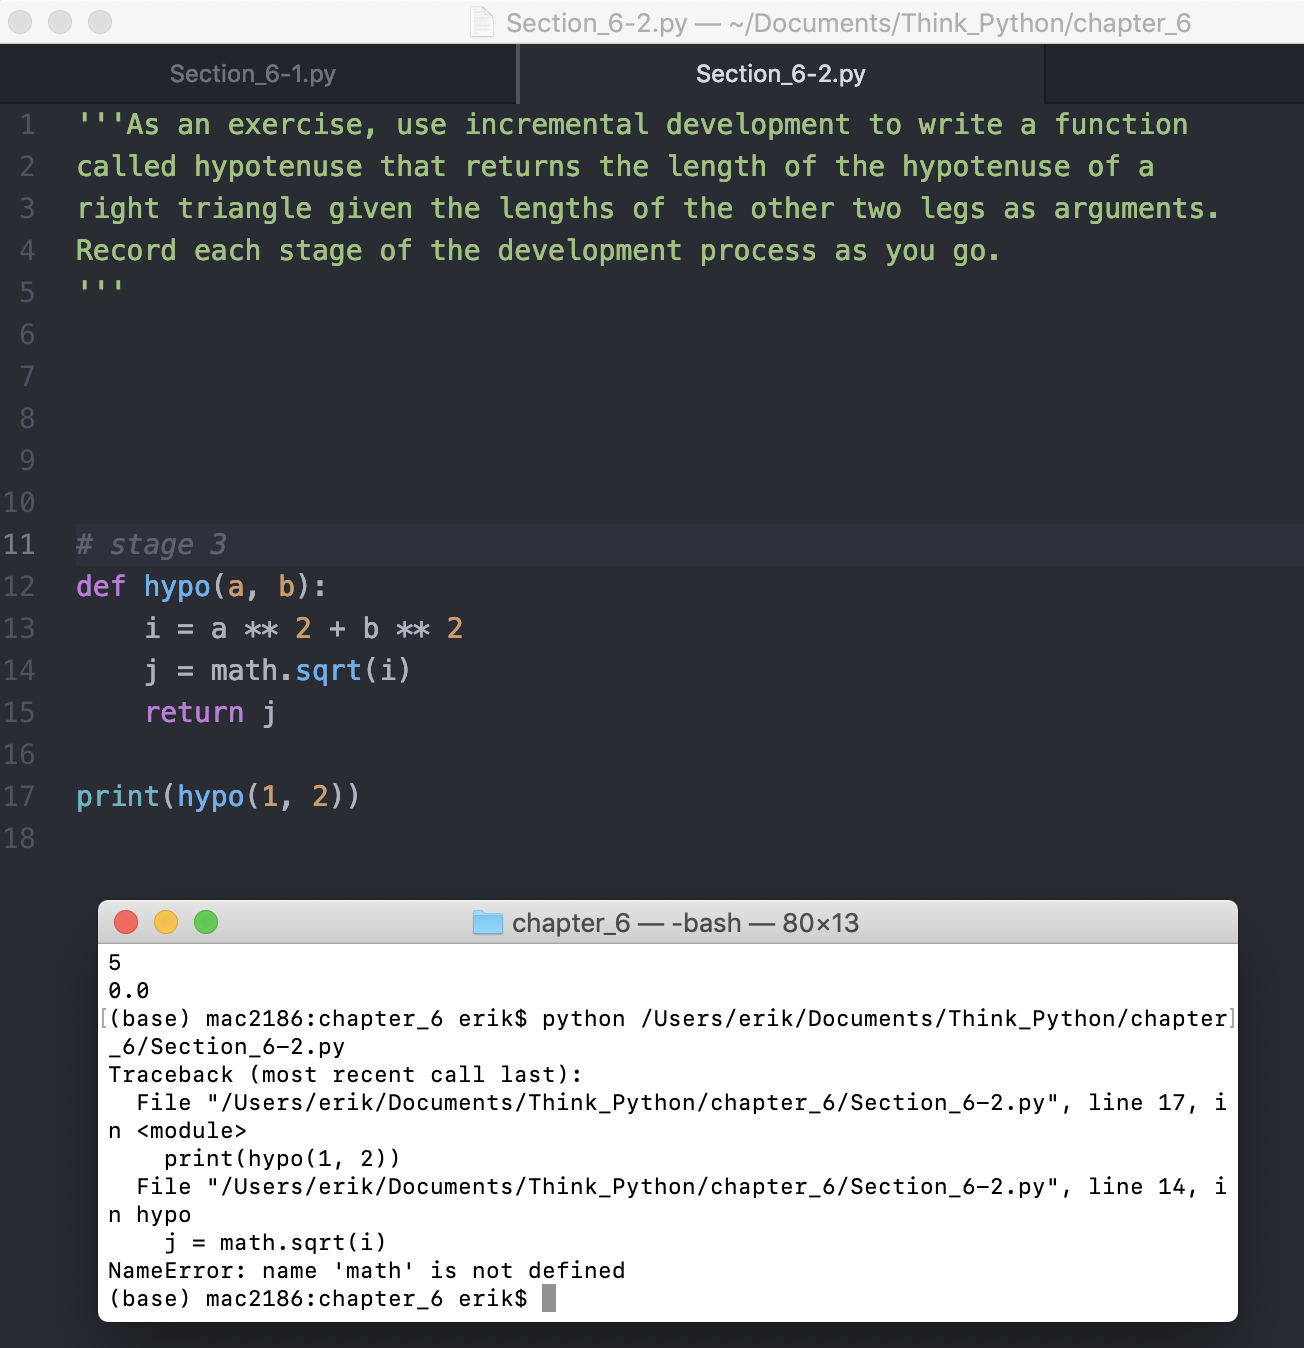 Section_6-2.py — ~/Documents/Think_Python/chapter_6
Section_6-1.py
Section_6-2.py
1 '''As an exercise, use incremental development to write a function
2 called hypotenuse that returns the length of the hypotenuse of a
3 right triangle given the lengths of the other two legs as arguments.
4 Record each stage of the development process as you go.
5 '''
6
7
8
9
10
11 # stage 3
12 def hypo(a, b):
13     i = a ** 2 + b ** 2
14     j = math.sqrt(i)
15     return j
16
17 print(hypo(1, 2))
18
chapter_6 — -bash — 80×13
5
0.0
[(base) mac2186:chapter_6 erik$ python /Users/erik/Documents/Think_Python/chapter]
_6/Section_6-2.py
Traceback (most recent call last):
  File "/Users/erik/Documents/Think_Python/chapter_6/Section_6-2.py", line 17, i
n <module>
    print(hypo(1, 2))
  File "/Users/erik/Documents/Think_Python/chapter_6/Section_6-2.py", line 14, i
n hypo
    j = math.sqrt(i)
NameError: name 'math' is not defined
(base) mac2186:chapter_6 erik$